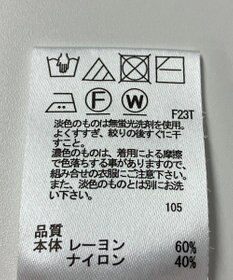 F
W
F23T
淡色のものは無蛍光洗剤を使用。
よくすすぎ、絞りの後すぐに干
すこと。
濃色のものは、着用による摩擦
で色落ちする事がありますので、
組み合せの衣服にご注意下さい。
また、淡色のものとは別にお洗
濯下さい。
105
品質
本体 レーヨン 60%
ナイロン 40%